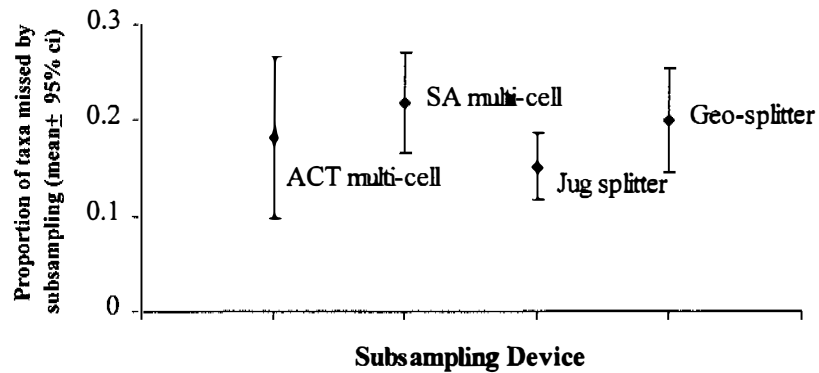 Proportion of taxa missed by
subsampling (mean± 95% ci)
0.3
0.2
0.1
0
ACT multi-cell
SA multi-cell
Jug splitter
Geo-splitter
Subsampling Device